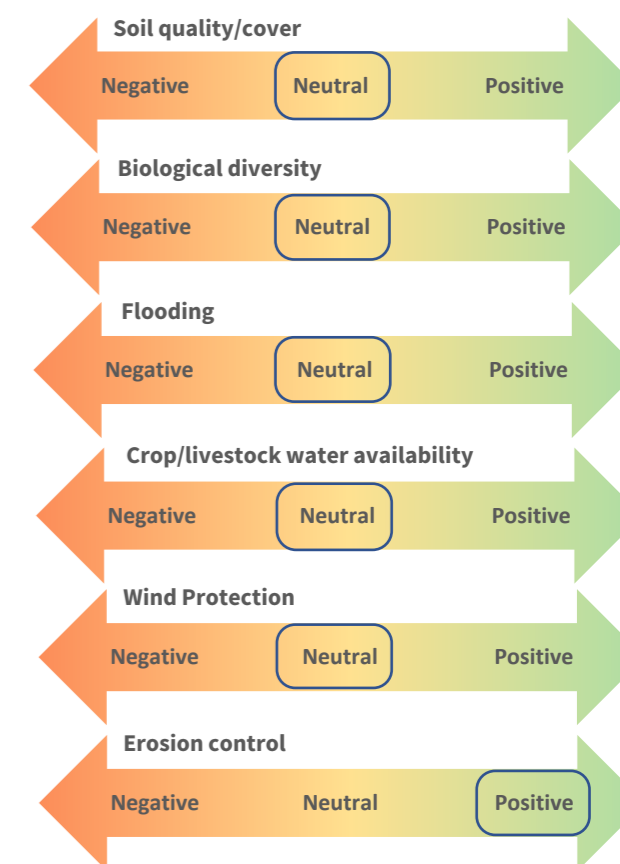 Soil quality/cover
Negative Neutral Positive
Biological diversity
Negative Neutral Positive
Flooding
Negative Neutral Positive
Crop/livestock water availability
Negative Neutral Positive
Wind Protection
Negative Neutral Positive
Erosion control
Negative Neutral Positive